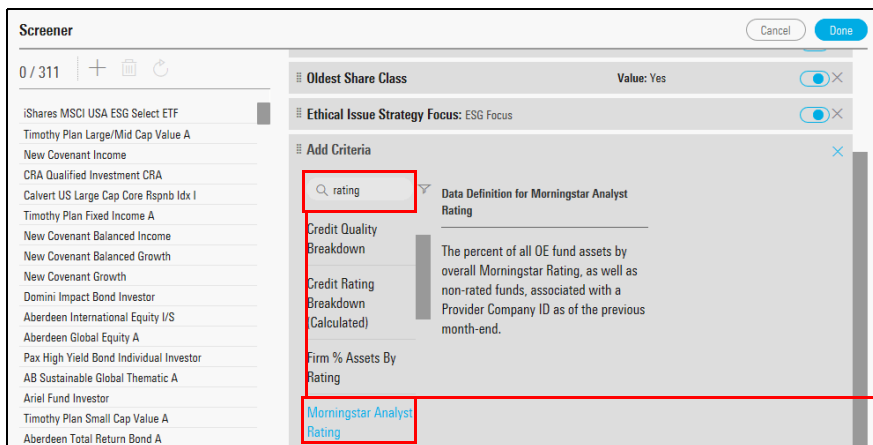 Screener
Cancel
Done
0 / 311
iShares MSCI USA ESG Select ETF
Timothy Plan Large/Mid Cap Value A
New Covenant Income
CRA Qualified Investment CRA
Calvert US Large Cap Core Rspnb Idx I
Timothy Plan Fixed Income A
New Covenant Balanced Income
New Covenant Balanced Growth
New Covenant Growth
Domini Impact Bond Investor
Aberdeen International Equity I/S
Aberdeen Global Equity A
Pax High Yield Bond Individual Investor
AB Sustainable Global Thematic A
Ariel Fund Investor
Timothy Plan Small Cap Value A
Aberdeen Total Return Bond A
Oldest Share Class Value: Yes
Ethical Issue Strategy Focus: ESG Focus
Add Criteria
rating
Credit Quality
Breakdown
Credit Rating
Breakdown
(Calculated)
Firm % Assets By
Rating
Morningstar Analyst
Rating
Data Definition for Morningstar Analyst
Rating
The percent of all OE fund assets by
overall Morningstar Rating, as well as
non-rated funds, associated with a
Provider Company ID as of the previous
month-end.